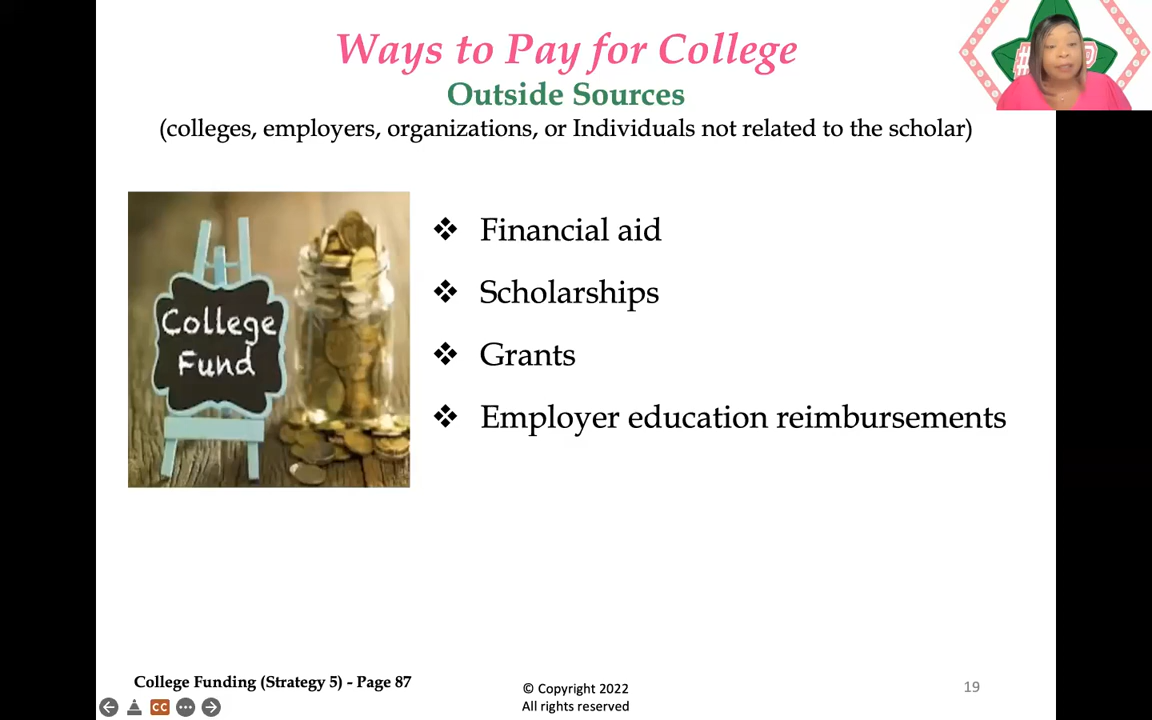 Ways to Pay for College
Outside Sources
(colleges, employers, organizations, or Individuals not related to the scholar)
College
Fund
❖ Financial aid
❖ Scholarships
❖ Grants
❖ Employer education reimbursements
College Funding (Strategy 5) - Page 87
© Copyright 2022
All rights reserved
19
CC